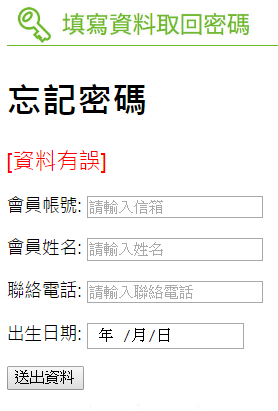 填寫資料取回密碼
忘記密碼
[資料有誤]
會員帳號: 請輸入信箱
會員姓名: 請輸入姓名
聯絡電話: 請輸入聯絡電話
出生日期: 年 /月/日
送出資料